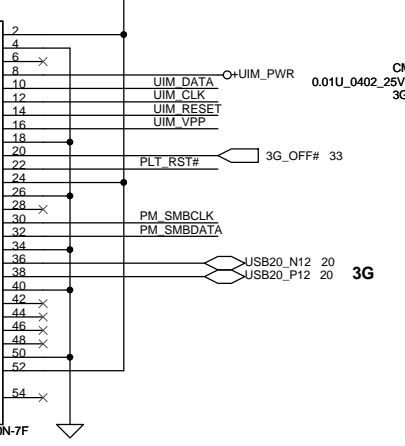 2
4
6
8 +UIM_PWR
CM
10 UIM_DATA
0.01U_0402_25V
12 UIM_CLK
3G
14 UIM_RESET
16 UIM_VPP
18
20 3G_OFF# 33
22 PLT_RST#
24
26
28
30 PM_SMBCLK
32 PM_SMBDATA
34
36 USB20_N12 20
38 USB20_P12 20 3G
40
42
44
46
48
50
52
54
0N-7F